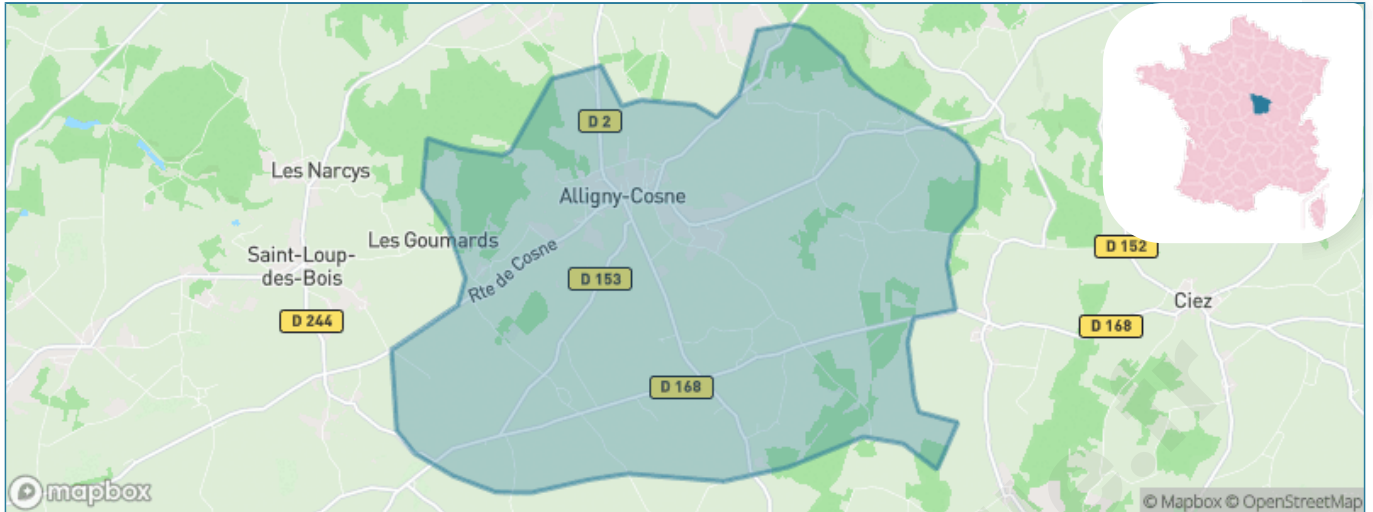 D 2
Les Narcys
Alligny-Cosne
Les Goumards
Saint-Loup-
des-Bois
Rte de Cosne
D 153
D 152
D 244
Ciez
D 168
D 168
mapbox
© Mapbox © OpenStreetMap